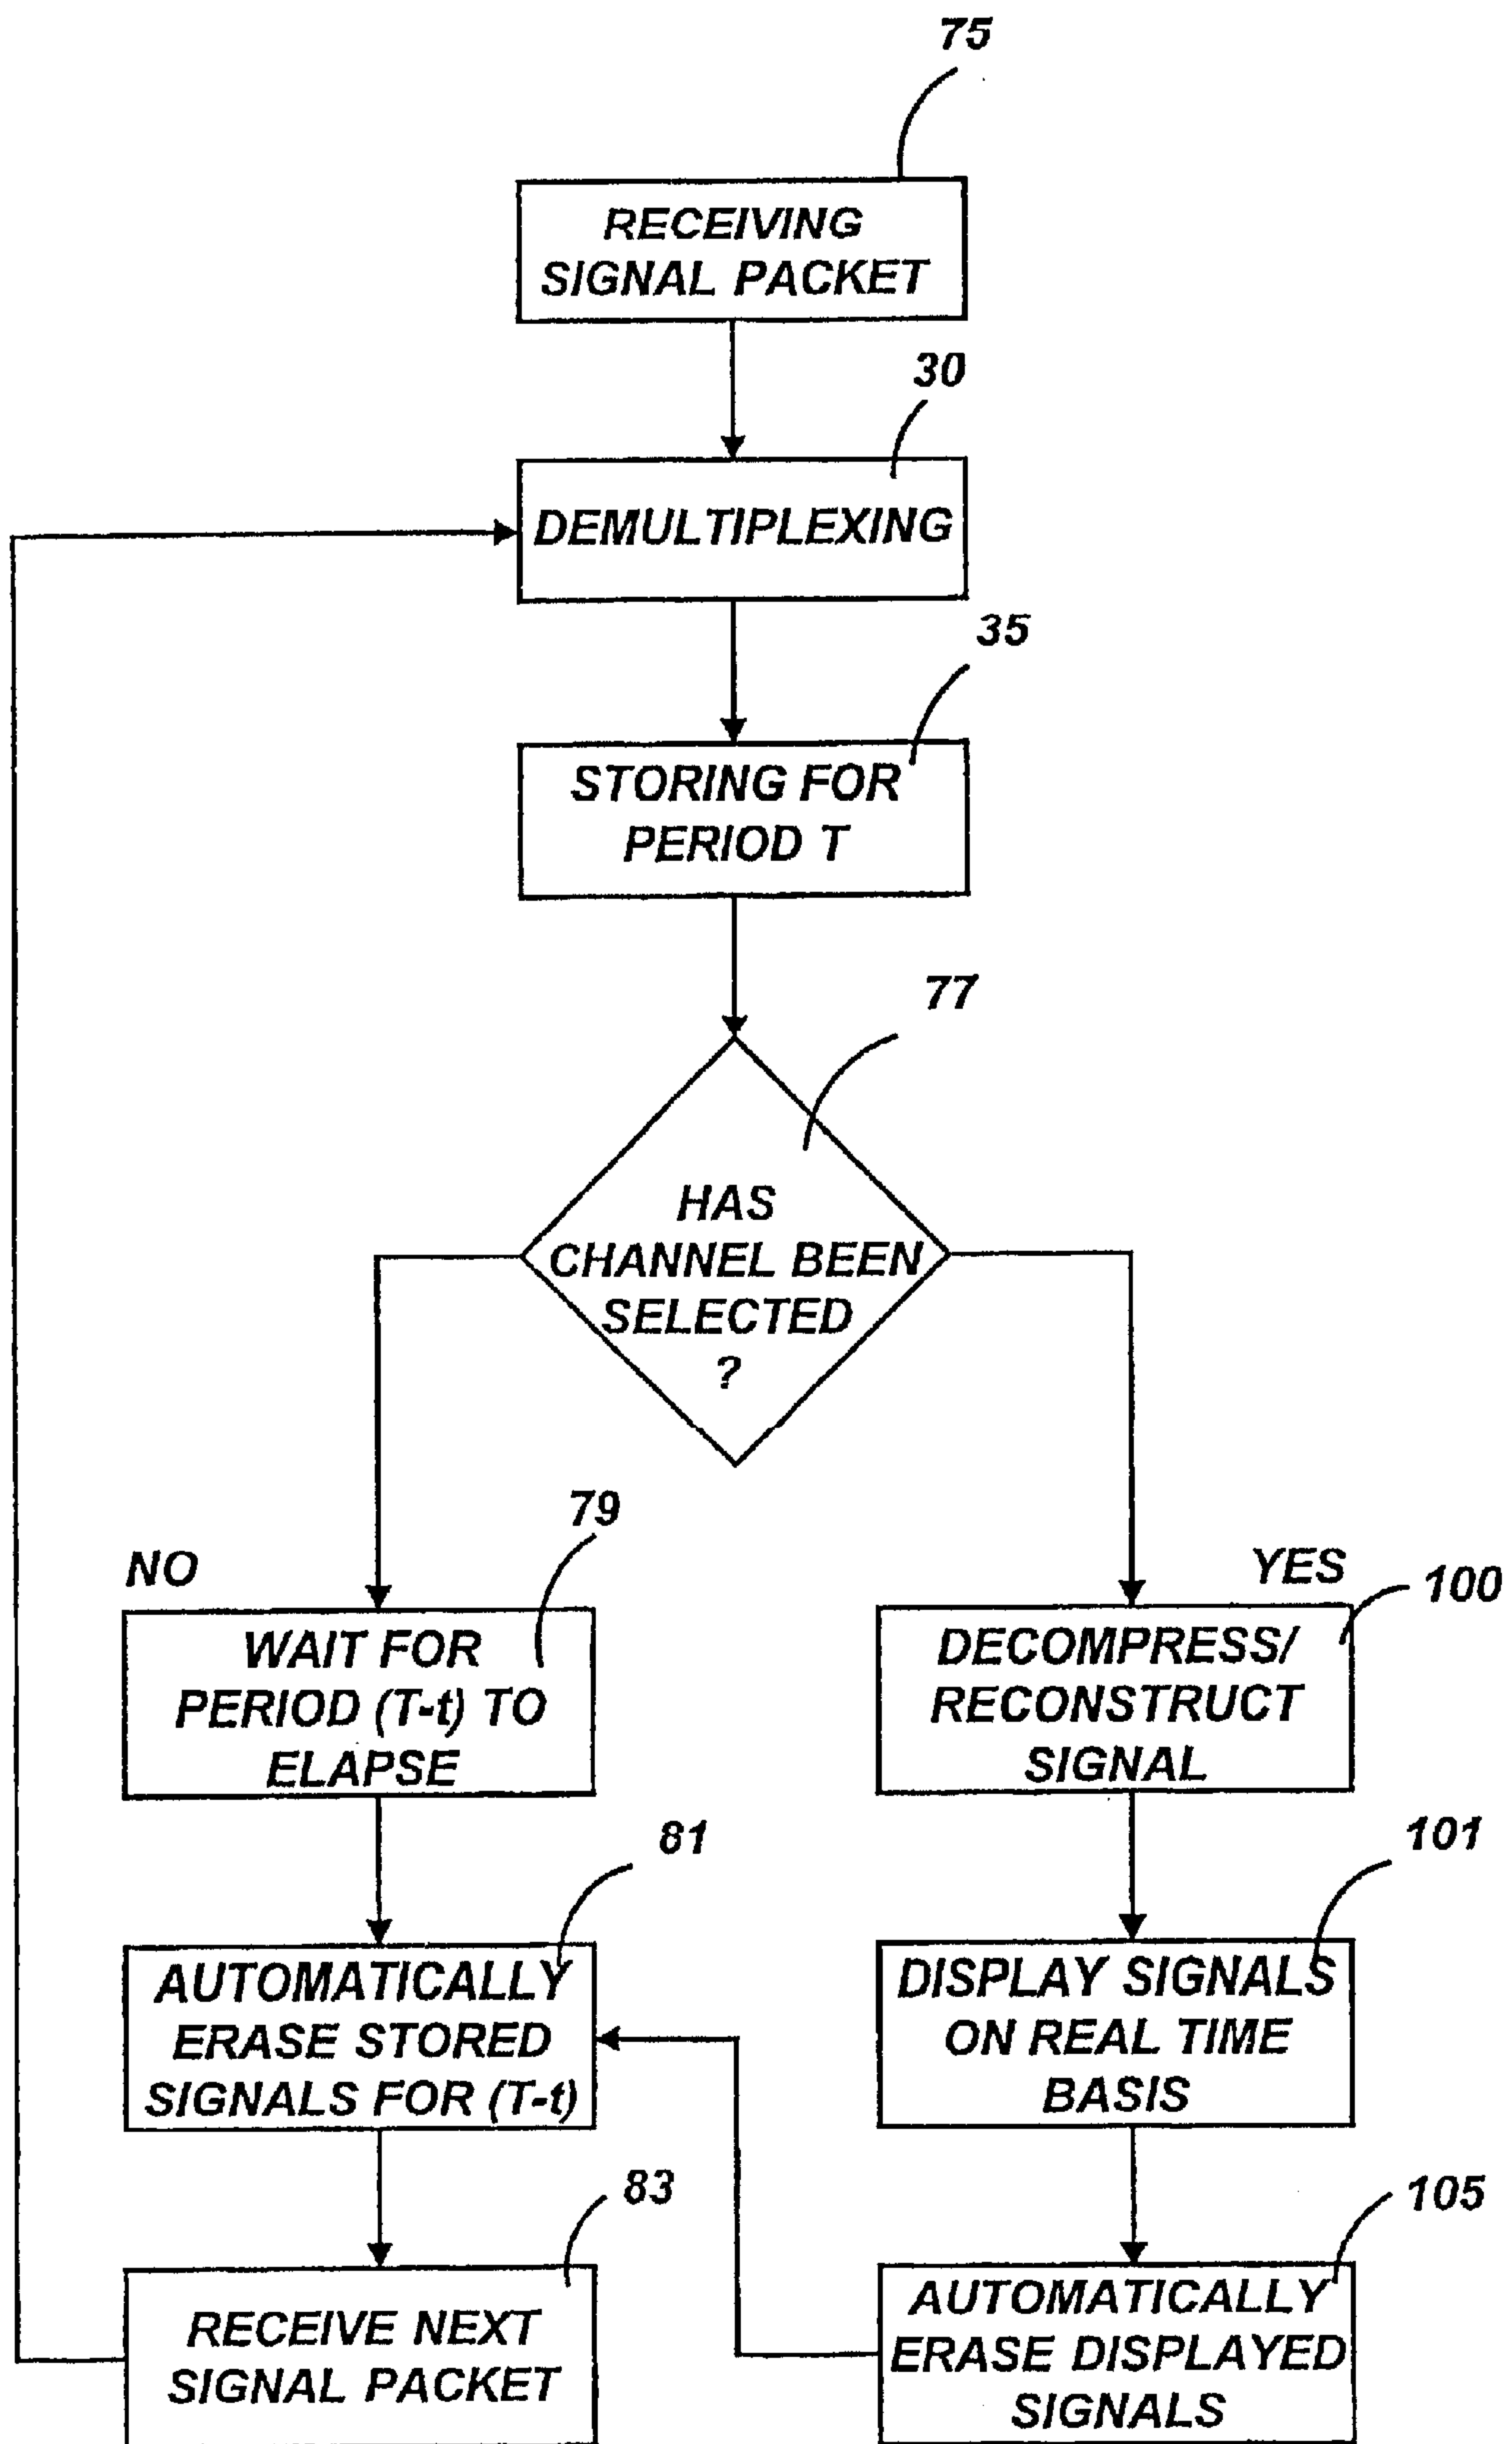 75
RECEIVING
SIGNAL PACKET
30
DEMULTIPLEXING
35
STORING FOR
PERIOD T
77
HAS
CHANNEL BEEN
SELECTED
?
NO
79
WAIT FOR
PERIOD (T-t) TO
ELAPSE
YES
100
DECOMPRESS/
RECONSTRUCT
SIGNAL
81
AUTOMATICALLY
ERASE STORED
SIGNALS FOR (T-t)
101
DISPLAY SIGNALS
ON REAL TIME
BASIS
83
RECEIVE NEXT
SIGNAL PACKET
105
AUTOMATICALLY
ERASE DISPLAYED
SIGNALS